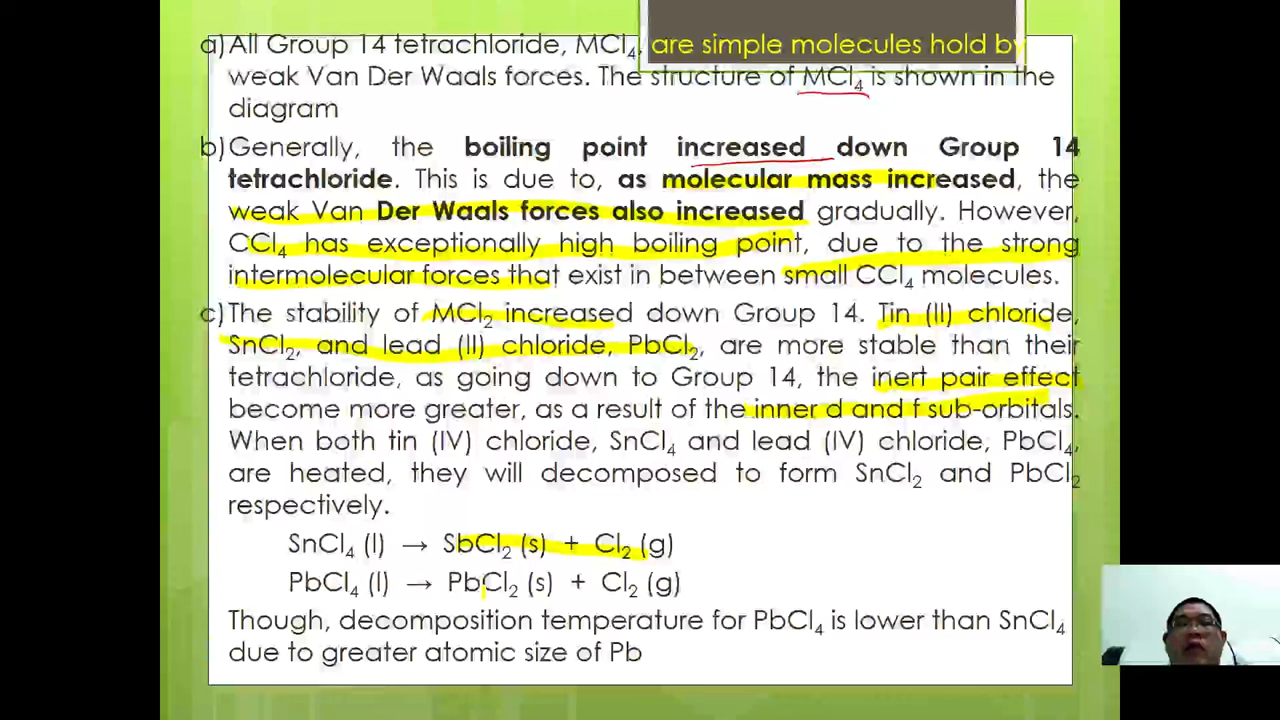 a) All Group 14 tetrachloride, MCl₄, are simple molecules hold by
weak Van Der Waals forces. The structure of MCl₄ is shown in the
diagram
b) Generally, the boiling point increased down Group 14
tetrachloride. This is due to, as molecular mass increased, the
weak Van Der Waals forces also increased gradually. However,
CCl₄ has exceptionally high boiling point, due to the strong
intermolecular forces that exist in between small CCl₄ molecules.
c) The stability of MCl₂ increased down Group 14. Tin (II) chloride,
SnCl₂, and lead (II) chloride, PbCl₂, are more stable than their
tetrachloride, as going down to Group 14, the inert pair effect
become more greater, as a result of the inner d and f sub-orbitals.
When both tin (IV) chloride, SnCl₄ and lead (IV) chloride, PbCl₄,
are heated, they will decomposed to form SnCl₂ and PbCl₂
respectively.
SnCl₄ (l) → SbCl₂ (s) + Cl₂ (g)
PbCl₄ (l) → PbCl₂ (s) + Cl₂ (g)
Though, decomposition temperature for PbCl₄ is lower than SnCl₄
due to greater atomic size of Pb